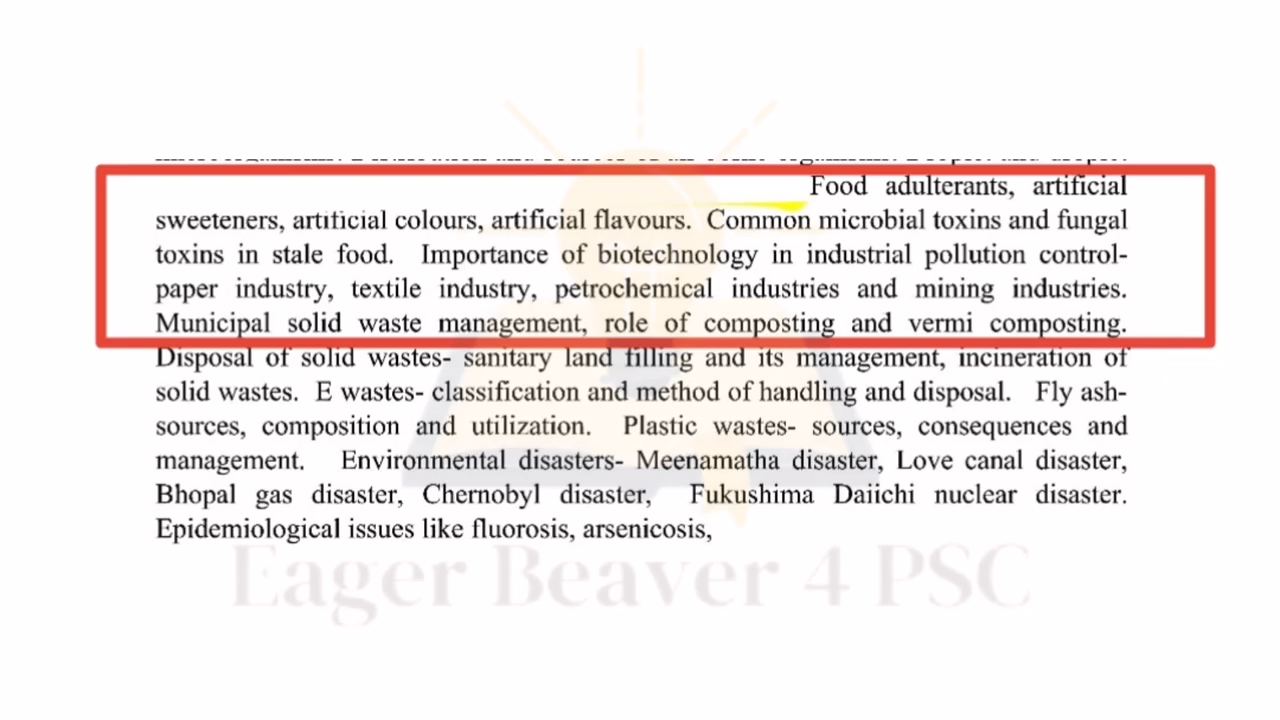 Food adulterants, artificial
sweeteners, artificial colours, artificial flavours. Common microbial toxins and fungal
toxins in stale food. Importance of biotechnology in industrial pollution control-
paper industry, textile industry, petrochemical industries and mining industries.
Municipal solid waste management, role of composting and vermi composting.
Disposal of solid wastes- sanitary land filling and its management, incineration of
solid wastes. E wastes- classification and method of handling and disposal. Fly ash-
sources, composition and utilization. Plastic wastes- sources, consequences and
management. Environmental disasters- Meenamatha disaster, Love canal disaster,
Bhopal gas disaster, Chernobyl disaster, Fukushima Daiichi nuclear disaster.
Epidemiological issues like fluorosis, arsenicosis,
Eager Beaver 4 PSC